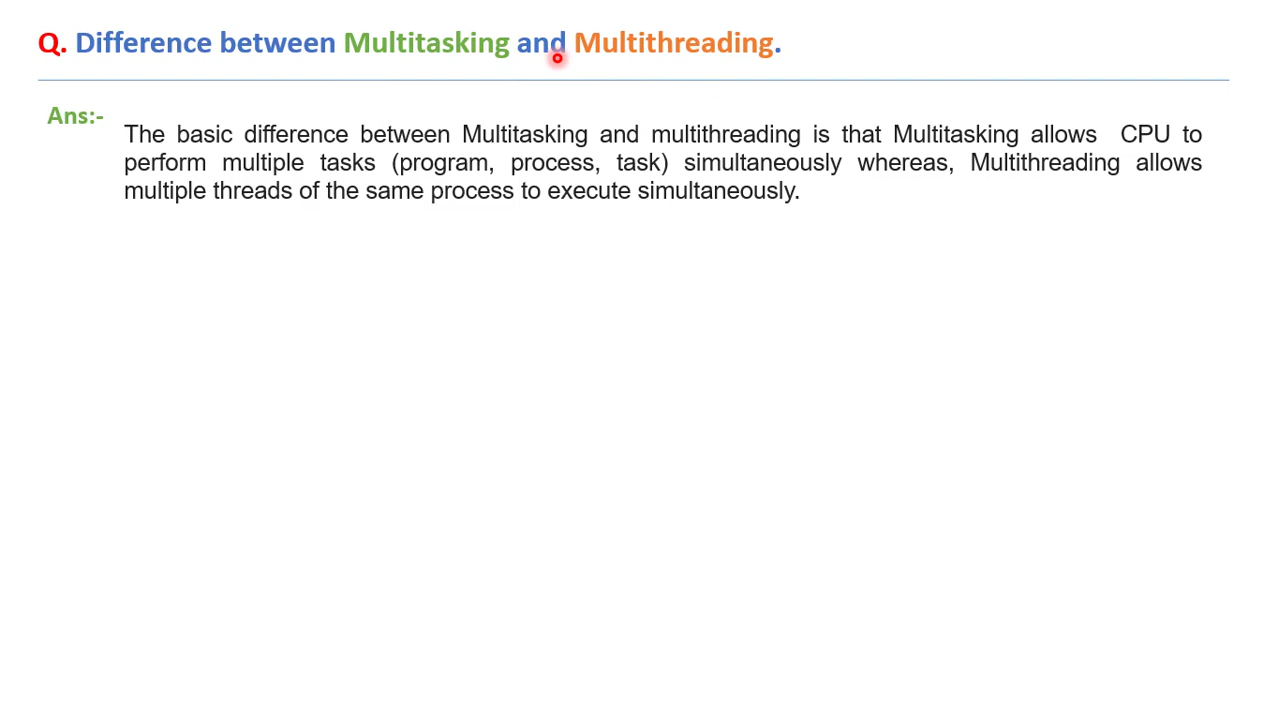 Q. Difference between Multitasking and Multithreading.
Ans:-
The basic difference between Multitasking and multithreading is that Multitasking allows CPU to
perform multiple tasks (program, process, task) simultaneously whereas, Multithreading allows
multiple threads of the same process to execute simultaneously.